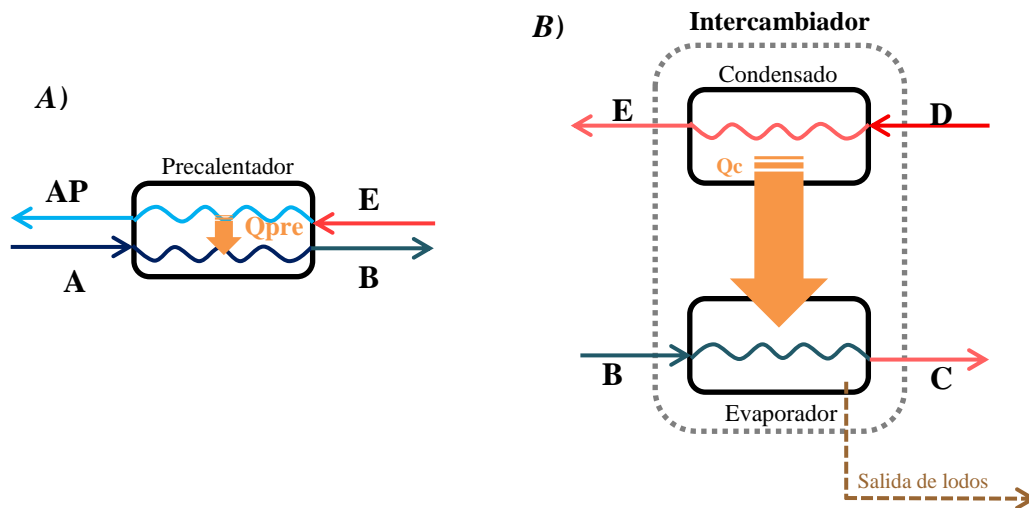 A)
Precalentador
AP
E
Qpre
A
B
B)
Intercambiador
Condensado
E
D
Qc
B
C
Evaporador
Salida de lodos